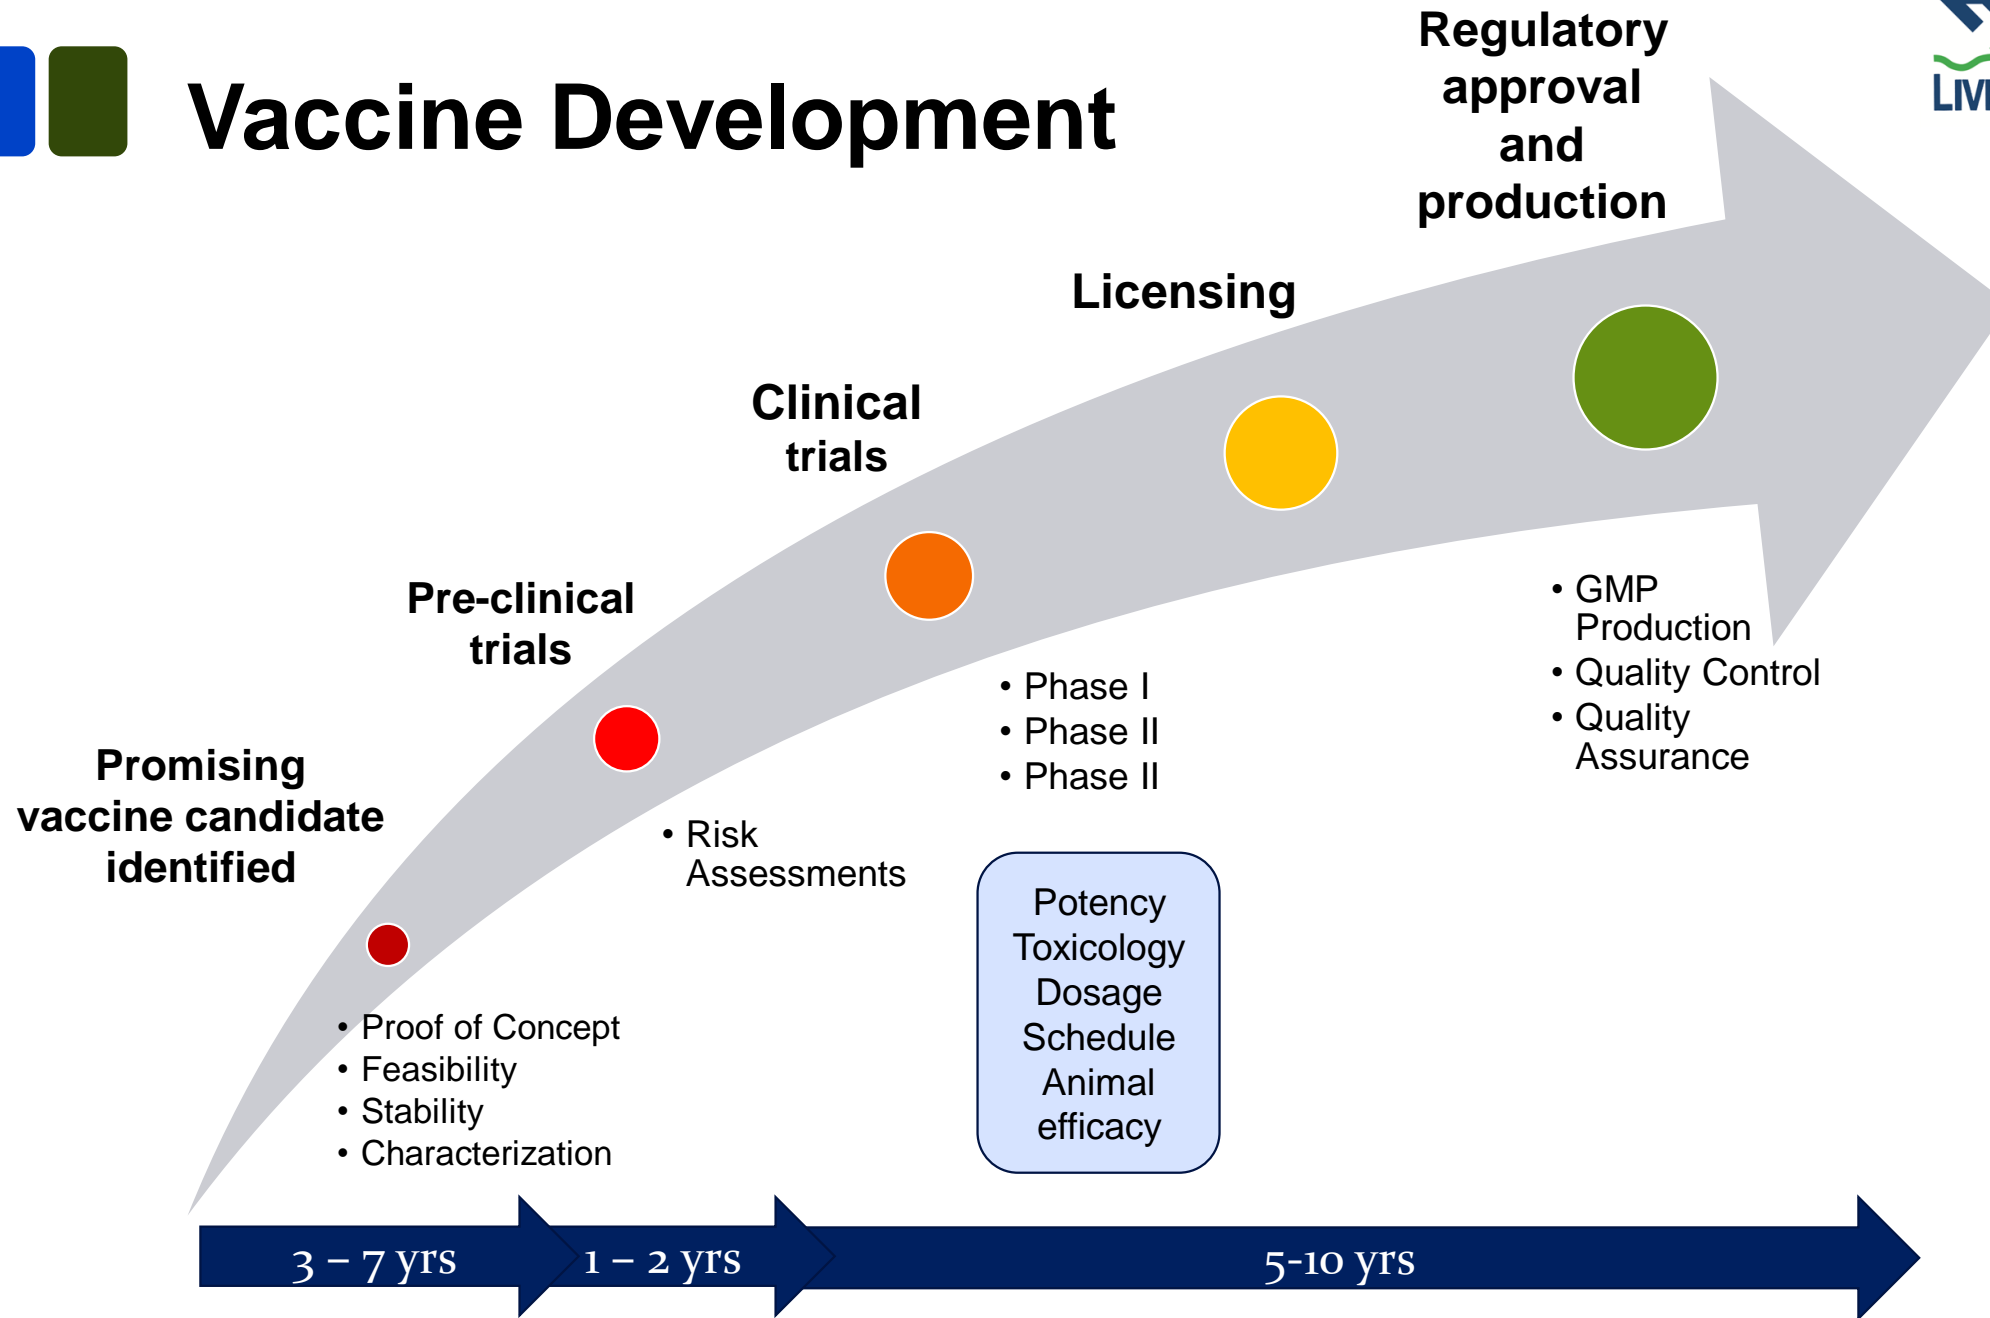 Vaccine Development
Regulatory
approval
and
production
Licensing
Clinical
trials
Pre-clinical
trials
Promising
vaccine candidate
identified
• Proof of Concept
• Feasibility
• Stability
• Characterization
• Risk
Assessments
• Phase I
• Phase II
• Phase II
Potency
Toxicology
Dosage
Schedule
Animal
efficacy
• GMP
Production
• Quality Control
• Quality
Assurance
3 – 7 yrs
1 – 2 yrs
5-10 yrs